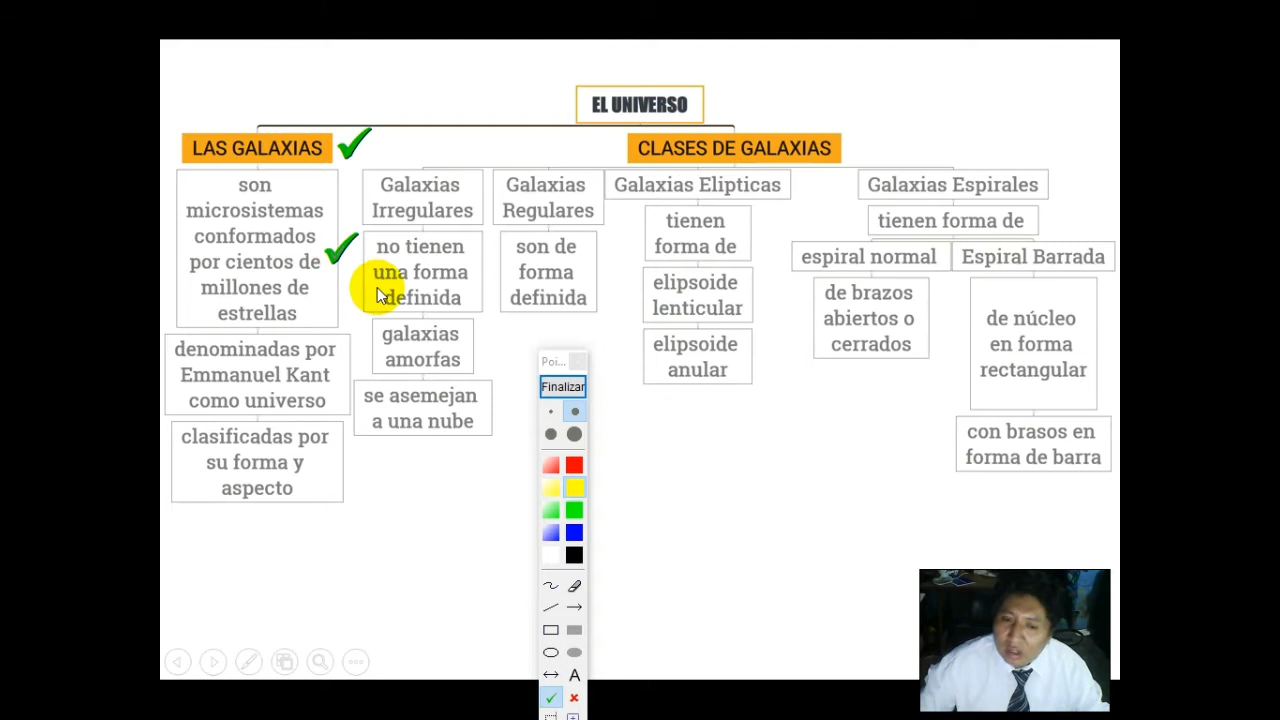 EL UNIVERSO
LAS GALAXIAS
CLASES DE GALAXIAS
son
microsistemas
conformados
por cientos de
millones de
estrellas
denominadas por
Emmanuel Kant
como universo
clasificadas por
su forma y
aspecto
Galaxias
Irregulares
no tienen
una forma
definida
galaxias
amorfas
se asemejan
a una nube
Galaxias
Regulares
son de
forma
definida
Galaxias Elipticas
tienen
forma de
elipsoide
lenticular
elipsoide
anular
Galaxias Espirales
tienen forma de
espiral normal
de brazos
abiertos o
cerrados
Espiral Barrada
de núcleo
en forma
rectangular
con brasos en
forma de barra
Poi...
Finalizar
A